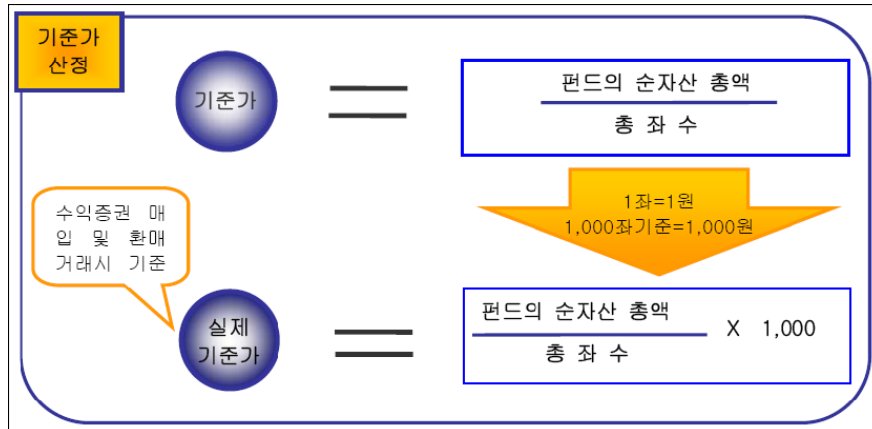 기준가
산정
기준가
펀드의 순자산 총액
총 좌 수
1좌=1원
1,000좌기준=1,000원
수익증권 매
입 및 환매
거래시 기준
실제
기준가
펀드의 순자산 총액
총 좌 수
X 1,000